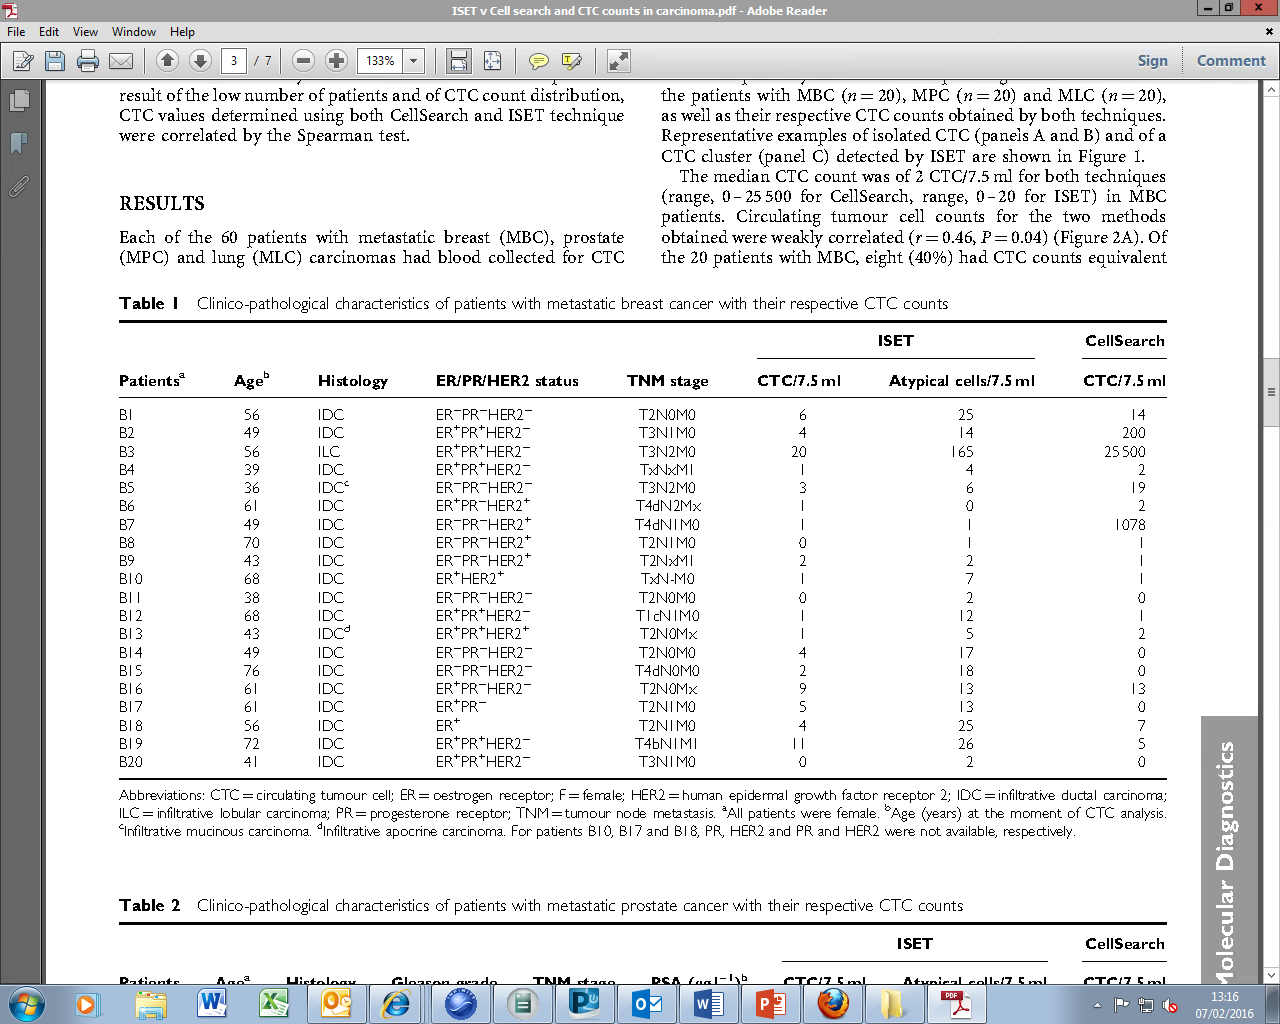 ISET v Cell search and CTC counts in carcinoma.pdf - Adobe Reader
File Edit View Window Help
3 / 7 133% Sign Comment
result of the low number of patients and of CTC count distribution,
CTC values determined using both CellSearch and ISET technique
were correlated by the Spearman test.
RESULTS
Each of the 60 patients with metastatic breast (MBC), prostate
(MPC) and lung (MLC) carcinomas had blood collected for CTC
the patients with MBC (n = 20), MPC (n = 20) and MLC (n = 20),
as well as their respective CTC counts obtained by both techniques.
Representative examples of isolated CTC (panels A and B) and of a
CTC cluster (panel C) detected by ISET are shown in Figure 1.
The median CTC count was of 2 CTC/7.5 ml for both techniques
(range, 0–25 500 for CellSearch, range, 0–20 for ISET) in MBC
patients. Circulating tumour cell counts for the two methods
obtained were weakly correlated (r = 0.46, P = 0.04) (Figure 2A). Of
the 20 patients with MBC, eight (40%) had CTC counts equivalent
Table 1 Clinico-pathological characteristics of patients with metastatic breast cancer with their respective CTC counts
ISET CellSearch
Patientsᵃ Ageᵇ Histology ER/PR/HER2 status TNM stage CTC/7.5 ml Atypical cells/7.5 ml CTC/7.5 ml
B1 56 IDC ER⁻PR⁻HER2⁻ T2N0M0 6 25 14
B2 49 IDC ER⁺PR⁺HER2⁻ T3N1M0 4 14 200
B3 56 ILC ER⁺PR⁺HER2⁻ T3N2M0 20 165 25 500
B4 39 IDC ER⁺PR⁺HER2⁻ TxNxM1 1 4 2
B5 36 IDCᶜ ER⁻PR⁻HER2⁻ T3N2M0 3 6 19
B6 61 IDC ER⁺PR⁻HER2⁺ T4dN2Mx 1 0 2
B7 49 IDC ER⁻PR⁻HER2⁺ T4dN1M0 1 1 1078
B8 70 IDC ER⁻PR⁻HER2⁺ T2N1M0 0 1 1
B9 43 IDC ER⁻PR⁻HER2⁺ T2NxM1 2 2 1
B10 68 IDC ER⁺HER2⁺ TxN-M0 1 7 1
B11 38 IDC ER⁻PR⁻HER2⁻ T2N0M0 0 2 0
B12 68 IDC ER⁺PR⁺HER2⁻ T1cN1M0 1 12 1
B13 43 IDCᵈ ER⁺PR⁺HER2⁺ T2N0Mx 1 5 2
B14 49 IDC ER⁻PR⁻HER2⁻ T2N0M0 4 17 0
B15 76 IDC ER⁻PR⁻HER2⁻ T4dN0M0 2 18 0
B16 61 IDC ER⁺PR⁻HER2⁻ T2N0Mx 9 13 13
B17 61 IDC ER⁺PR⁻ T2N1M0 5 13 0
B18 56 IDC ER⁺ T2N1M0 4 25 7
B19 72 IDC ER⁺PR⁺HER2⁻ T4bN1M1 11 26 5
B20 41 IDC ER⁺PR⁺HER2⁻ T3N1M0 0 2 0
Abbreviations: CTC = circulating tumour cell; ER = oestrogen receptor; F = female; HER2 = human epidermal growth factor receptor 2; IDC = infiltrative ductal carcinoma;
ILC = infiltrative lobular carcinoma; PR = progesterone receptor; TNM = tumour node metastasis. ᵃAll patients were female. ᵇAge (years) at the moment of CTC analysis.
ᶜInfiltrative mucinous carcinoma. ᵈInfiltrative apocrine carcinoma. For patients B10, B17 and B18, PR, HER2 and PR and HER2 were not available, respectively.
Table 2 Clinico-pathological characteristics of patients with metastatic prostate cancer with their respective CTC counts
ISET CellSearch
Patients Ageᵃ Histology Gleason grade TNM stage PSA (µg l⁻¹)ᵇ CTC/7.5 ml Atypical cells/7.5 ml CTC/7.5 ml
Molecular Diagnostics
13:16
07/02/2016